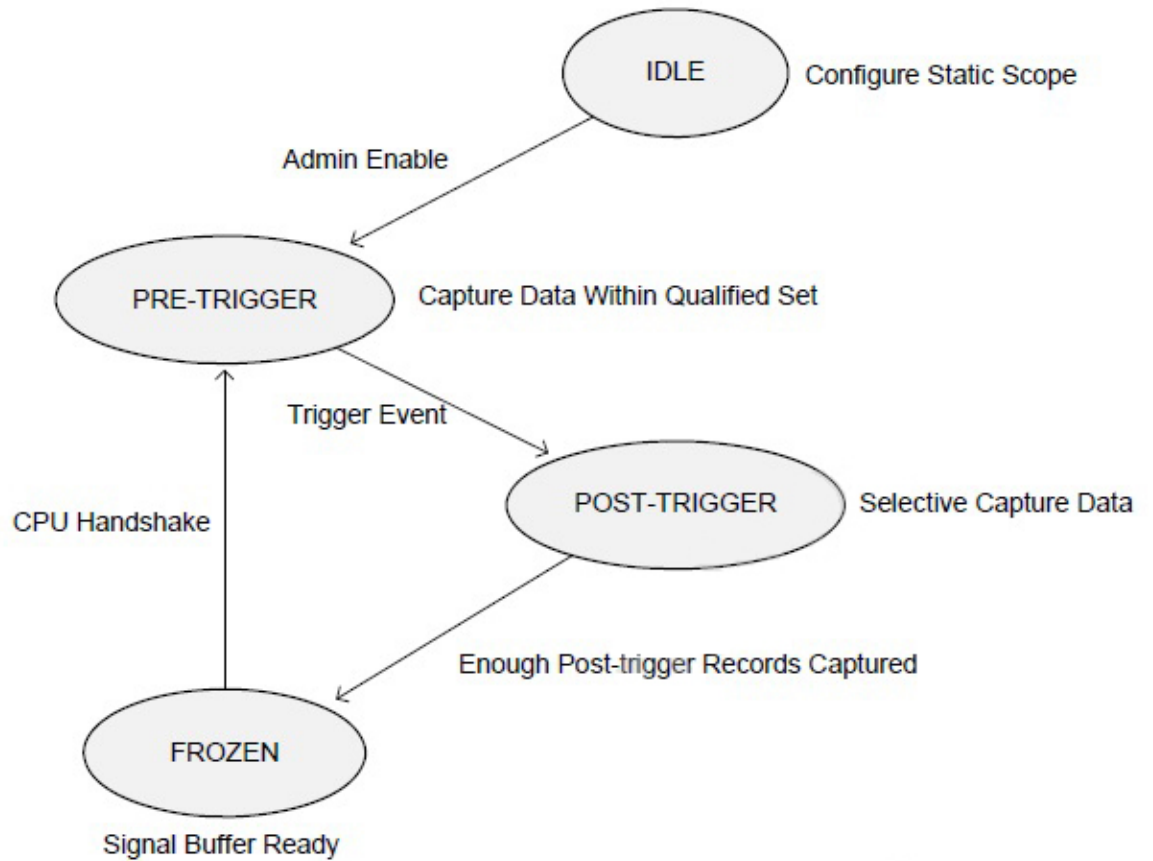 IDLE
Configure Static Scope
Admin Enable
PRE-TRIGGER
Capture Data Within Qualified Set
Trigger Event
POST-TRIGGER
Selective Capture Data
CPU Handshake
Enough Post-trigger Records Captured
FROZEN
Signal Buffer Ready